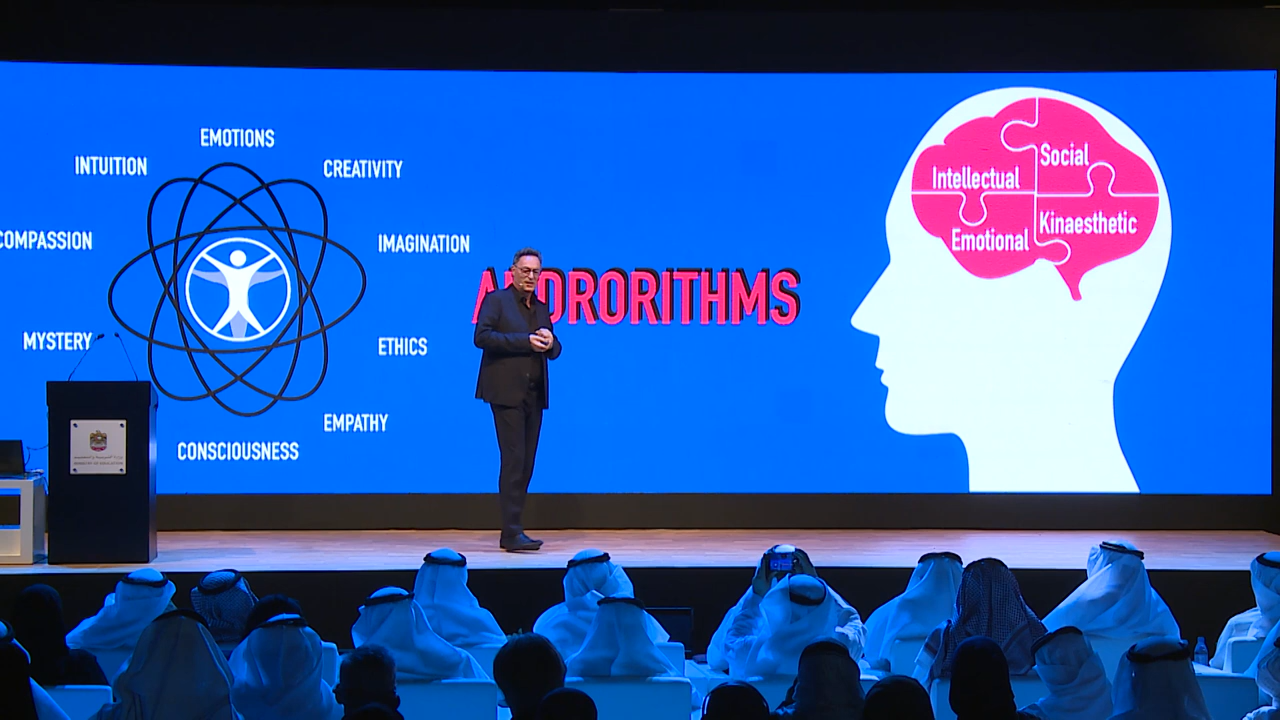 EMOTIONS
INTUITION
CREATIVITY
COMPASSION
IMAGINATION
MYSTERY
ETHICS
EMPATHY
CONSCIOUSNESS
Social
Intellectual
Kinaesthetic
Emotional